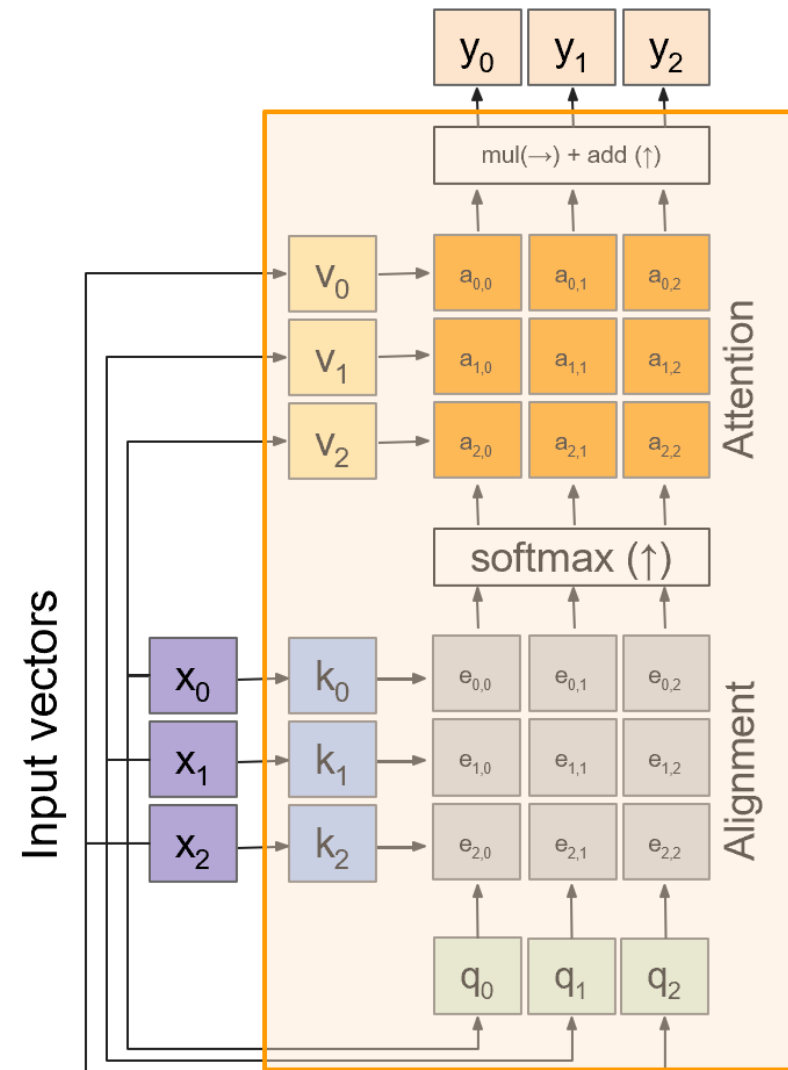 y0 y1 y2
mul(→) + add (↑)
v0 a0,0 a0,1 a0,2
v1 a1,0 a1,1 a1,2
v2 a2,0 a2,1 a2,2
Attention
softmax (↑)
Input vectors
x0 k0 e0,0 e0,1 e0,2
x1 k1 e1,0 e1,1 e1,2
x2 k2 e2,0 e2,1 e2,2
Alignment
q0 q1 q2